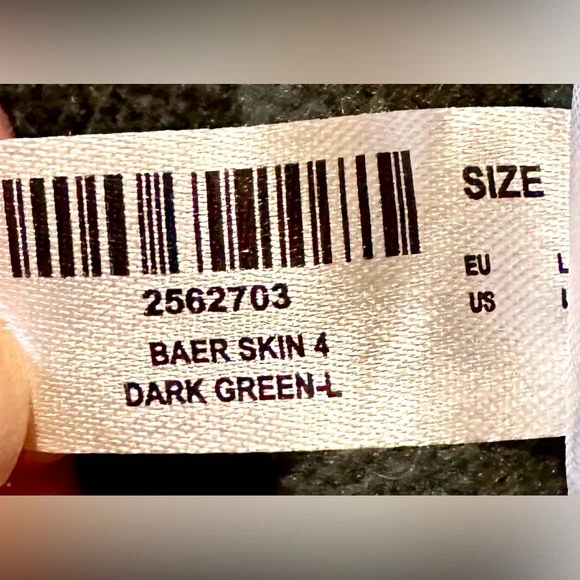 2562703
BAER SKIN 4
DARK GREEN-L
SIZE
EU L
US